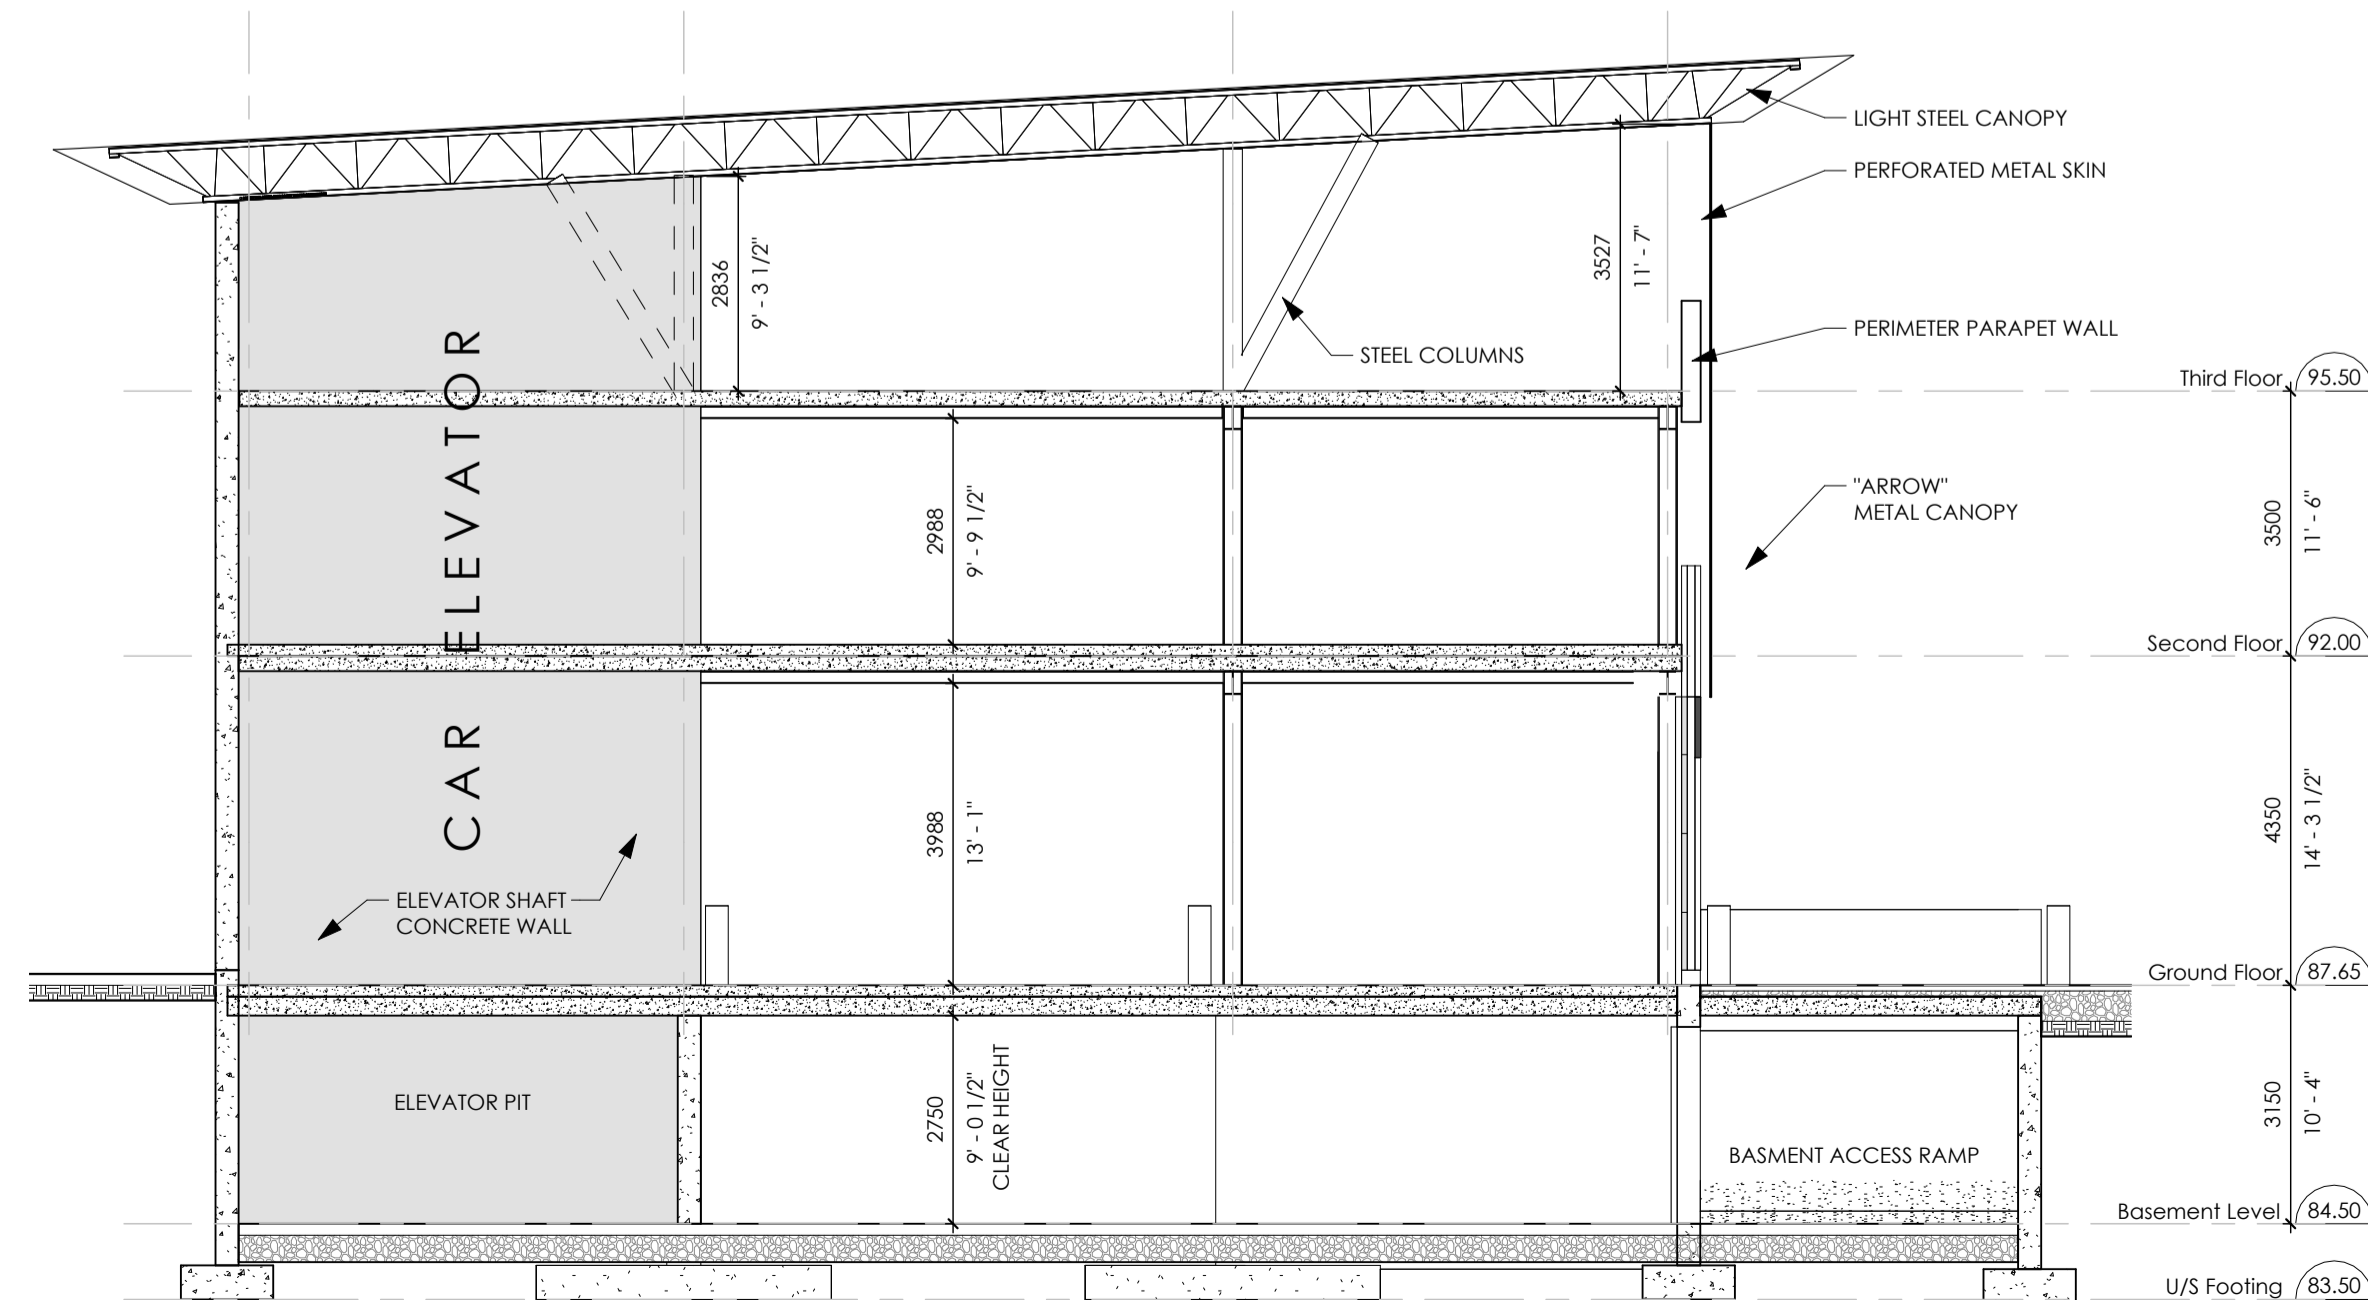 LIGHT STEEL CANOPY
PERFORATED METAL SKIN
2836
9' - 3 1/2"
3527
11' - 7"
STEEL COLUMNS
PERIMETER PARAPET WALL
Third Floor
95.50
CAR ELEVATOR
2988
9' - 9 1/2"
"ARROW"
METAL CANOPY
3500
11' - 6"
Second Floor
92.00
3988
13' - 1"
4350
14' - 3 1/2"
ELEVATOR SHAFT
CONCRETE WALL
Ground Floor
87.65
ELEVATOR PIT
2750
9' - 0 1/2"
CLEAR HEIGHT
BASMENT ACCESS RAMP
3150
10' - 4"
Basement Level
84.50
U/S Footing
83.50